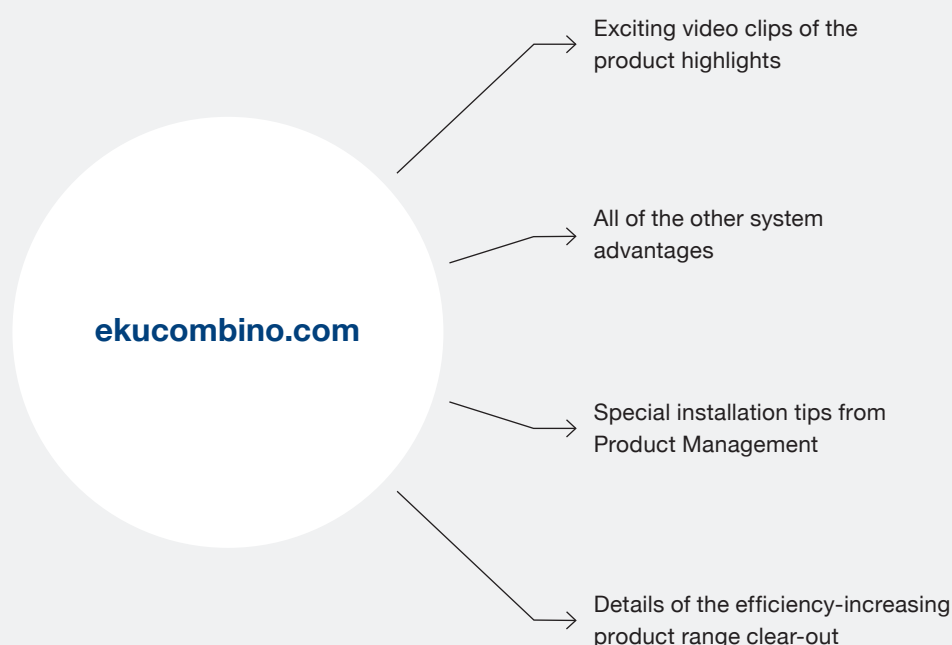 Exciting video clips of the
product highlights
All of the other system
advantages
ekucombino.com
Special installation tips from
Product Management
Details of the efficiency-increasing
product range clear-out